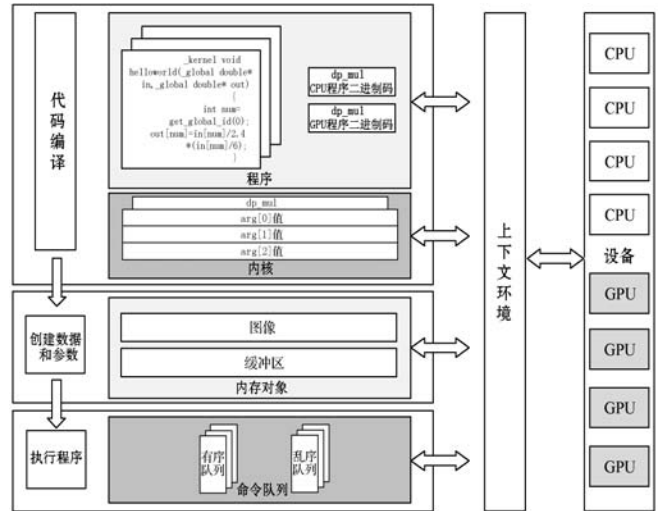 代码编译
_kernel void
helloworld(_global double*
in,_global double* out)
{
int num=
get_global_id(0);
out[num]=in[num]/2.4
*(in[num]/6);
}
dp_mul
CPU程序二进制码
dp_mul
GPU程序二进制码
程序
dp_mul
arg[0]值
arg[1]值
arg[2]值
内核
创建数据
和参数
图像
缓冲区
内存对象
执行程序
有序
队列
乱序
队列
命令队列
上下文环境
CPU
CPU
CPU
CPU
设备
GPU
GPU
GPU
GPU